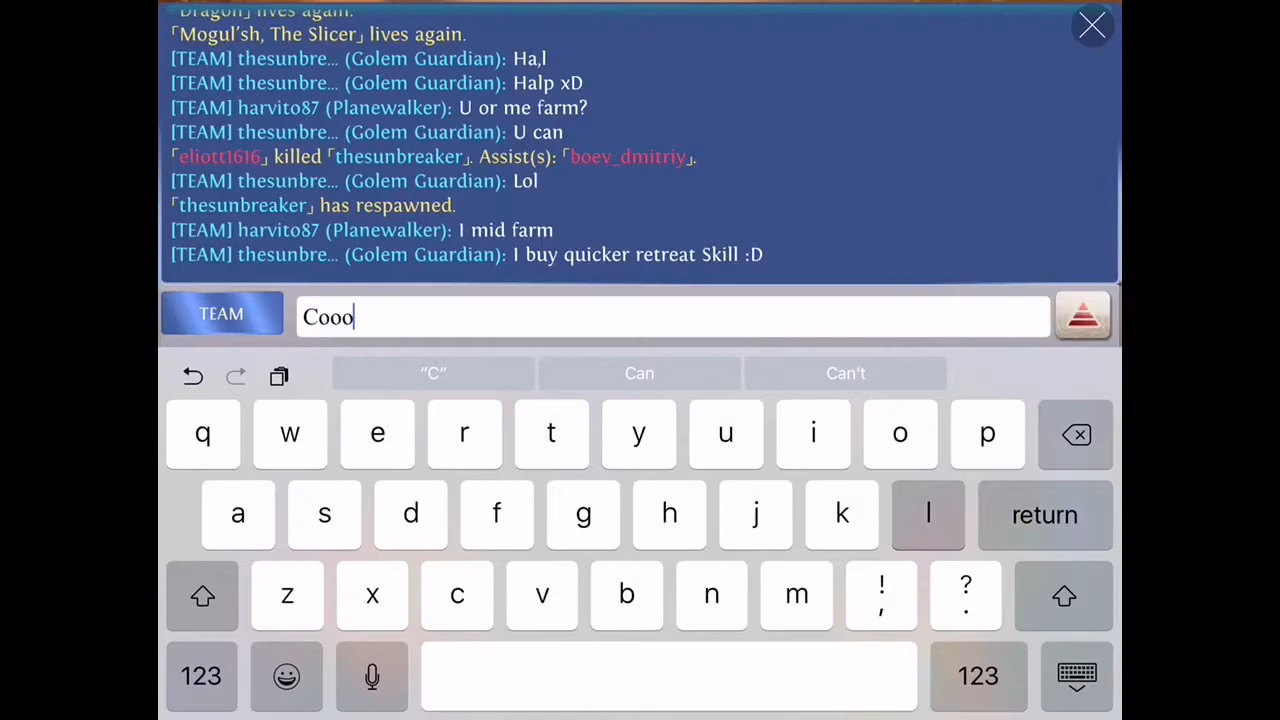 Dragon」 lives again.
「Mogul'sh, The Slicer」 lives again.
[TEAM] thesunbre... (Golem Guardian): Ha,l
[TEAM] thesunbre... (Golem Guardian): Halp xD
[TEAM] harvito87 (Planewalker): U or me farm?
[TEAM] thesunbre... (Golem Guardian): U can
「eliott1616」 killed 「thesunbreaker」. Assist(s): 「boev_dmitriy」.
[TEAM] thesunbre... (Golem Guardian): Lol
「thesunbreaker」 has respawned.
[TEAM] harvito87 (Planewalker): I mid farm
[TEAM] thesunbre... (Golem Guardian): I buy quicker retreat Skill :D
TEAM Cooo
“C” Can Can't
q w e r t y u i o p
a s d f g h j k l return
z x c v b n m ! , ? .
123 123